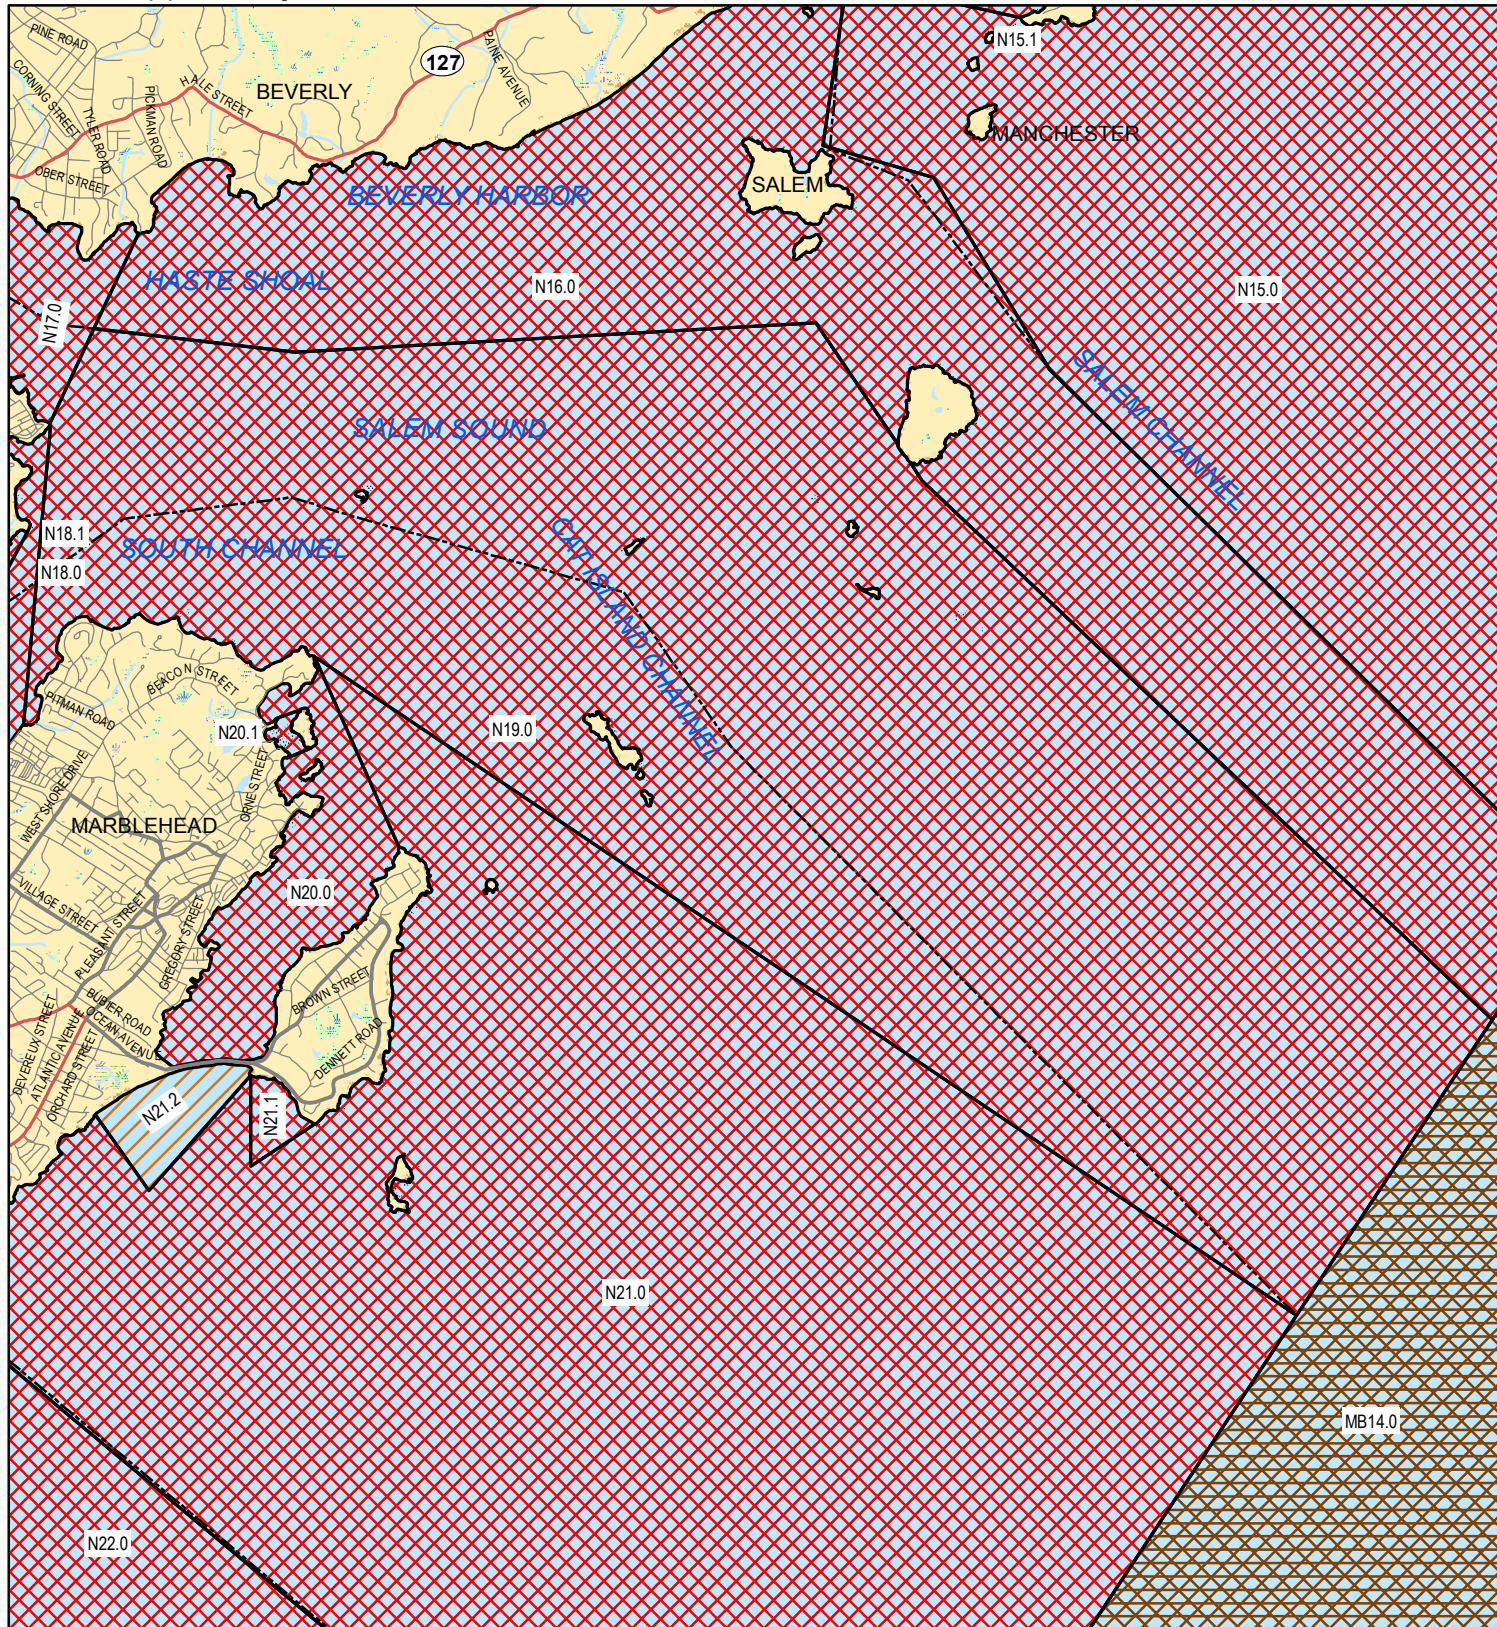 N15.1
PINE ROAD
PAINE AVENUE
127
CORNING STREET
HALE STREET
BEVERLY
PICKMAN ROAD
TYLER ROAD
MANCHESTER
OBER STREET
SALEM
BEVERLY HARBOR
HASTE SHOAL
N16.0
N15.0
N17.0
SALEM CHANNEL
SALEM SOUND
N18.1
SOUTH CHANNEL
N18.0
CAT ISLAND CHANNEL
BEACON STREET
PITMAN ROAD
N20.1
N19.0
WEST SHORE DRIVE
ORNE STREET
MARBLEHEAD
N20.0
VILLAGE STREET
PLEASANT STREET
GREGORY STREET
BROWN STREET
BUBIER ROAD
OCEAN AVENUE
DEVEREUX STREET
ATLANTIC AVENUE
ORCHARD STREET
DENNETT ROAD
N21.2
N21.1
N21.0
MB14.0
N22.0